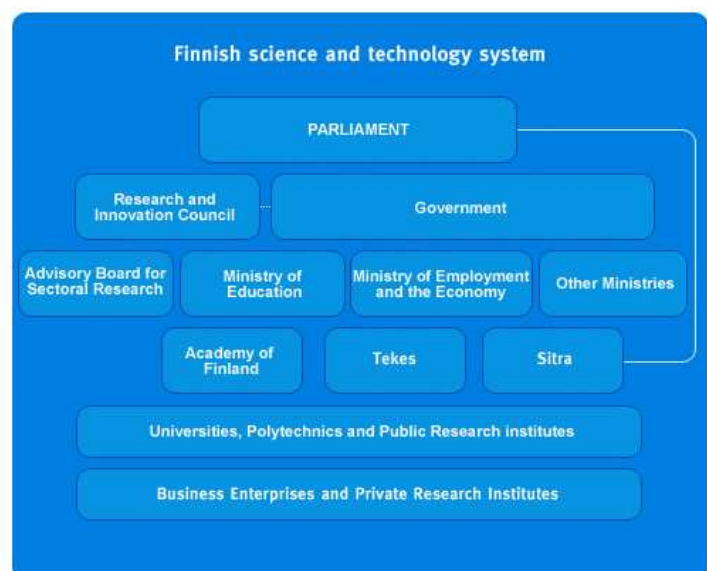 Finnish science and technology system
PARLIAMENT
Research and
Innovation Council
Government
Advisory Board for
Sectoral Research
Ministry of
Education
Ministry of Employment
and the Economy
Other Ministries
Academy of
Finland
Tekes
Sitra
Universities, Polytechnics and Public Research institutes
Business Enterprises and Private Research Institutes